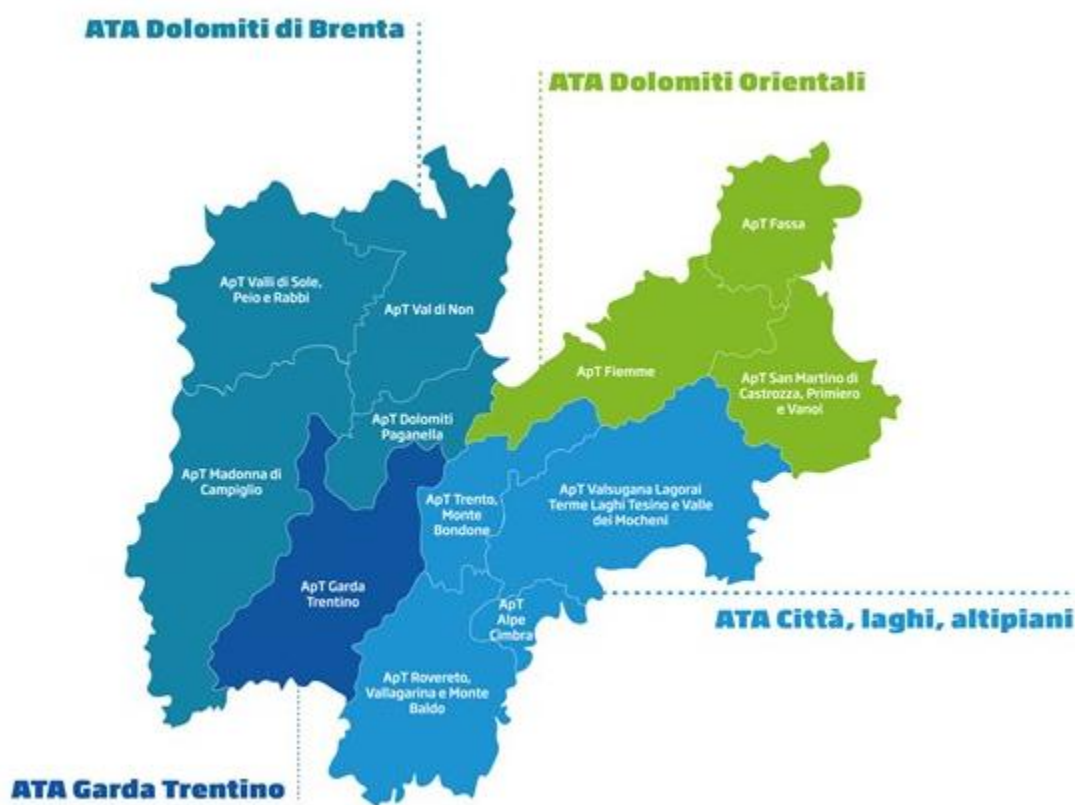 ATA Dolomiti di Brenta
ATA Dolomiti Orientali
ApT Fassa
ApT Valli di Sole,
Peio e Rabbi
ApT Val di Non
ApT Fiemme
ApT San Martino di
Castrozza, Primiero
e Vanoi
ApT Dolomiti
Paganella
ApT Madonna di
Campiglio
ApT Trento,
Monte
Bondone
ApT Valsugana Lagorai
Terme Laghi Tesino e Valle
dei Mocheni
ApT Garda
Trentino
ApT
Alpe
Cimbra
ATA Città, laghi, altipiani
ApT Rovereto,
Vallagarina e Monte
Baldo
ATA Garda Trentino